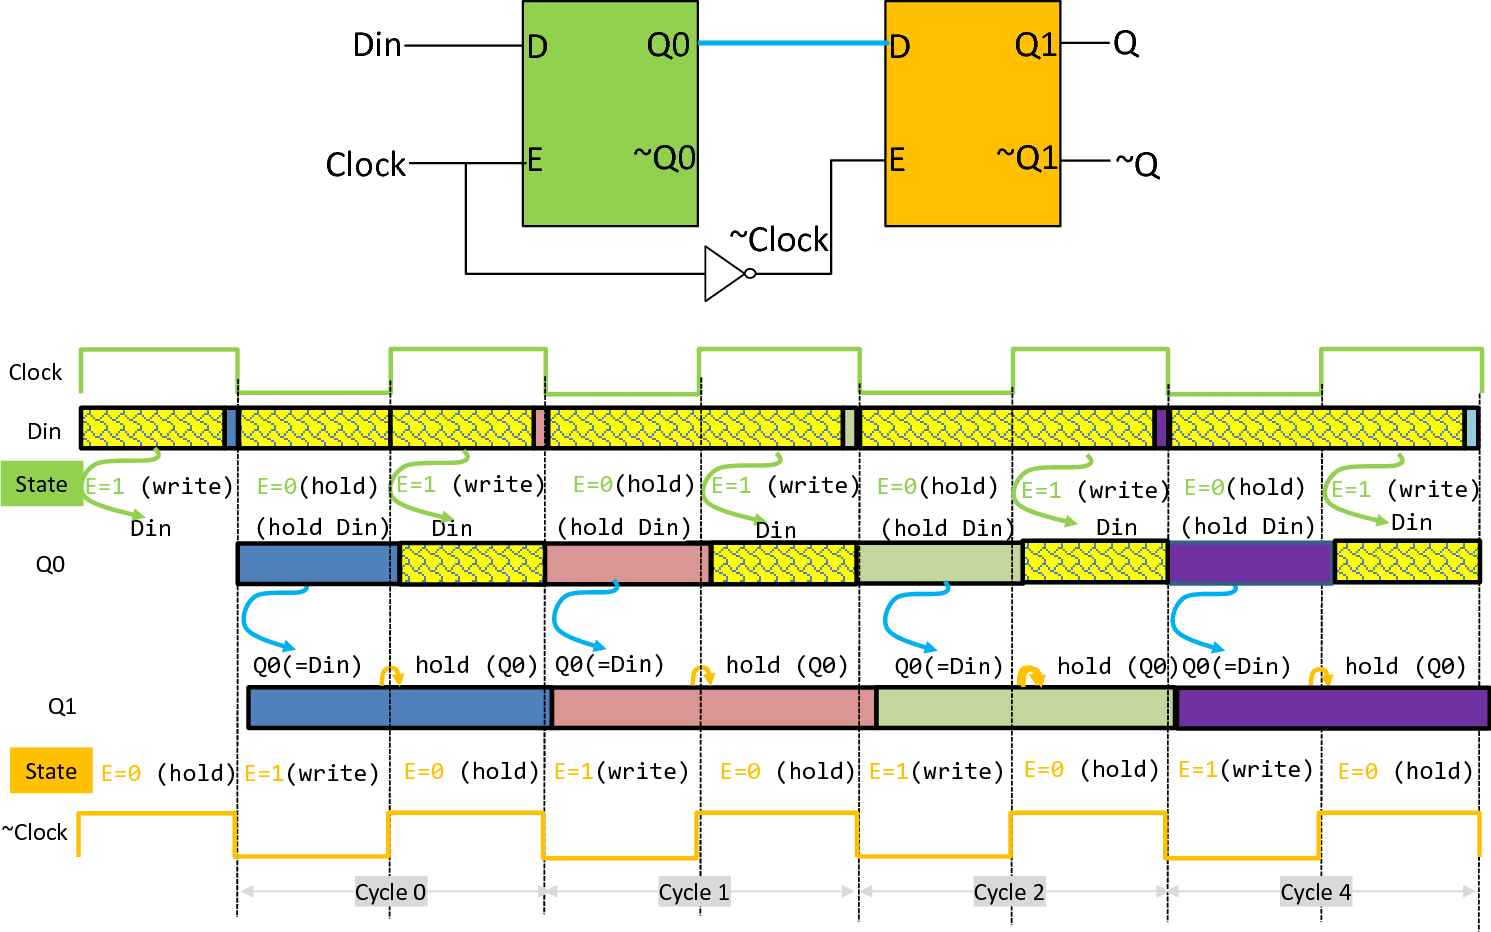 Din D Q0 D Q1 Q
Clock E ~Q0 E ~Q1 ~Q
~Clock
Clock
Din
State E=1 (write) E=0(hold) E=1 (write) E=0(hold) E=1 (write) E=0(hold) E=1 (write) E=0(hold) E=1 (write)
Din (hold Din) Din (hold Din) Din (hold Din) Din (hold Din) Din
Q0
Q0(=Din) hold (Q0) Q0(=Din) hold (Q0) Q0(=Din) hold (Q0) Q0(=Din) hold (Q0)
Q1
State E=0 (hold) E=1(write) E=0 (hold) E=1(write) E=0 (hold) E=1(write) E=0 (hold) E=1(write) E=0 (hold)
~Clock
Cycle 0 Cycle 1 Cycle 2 Cycle 4